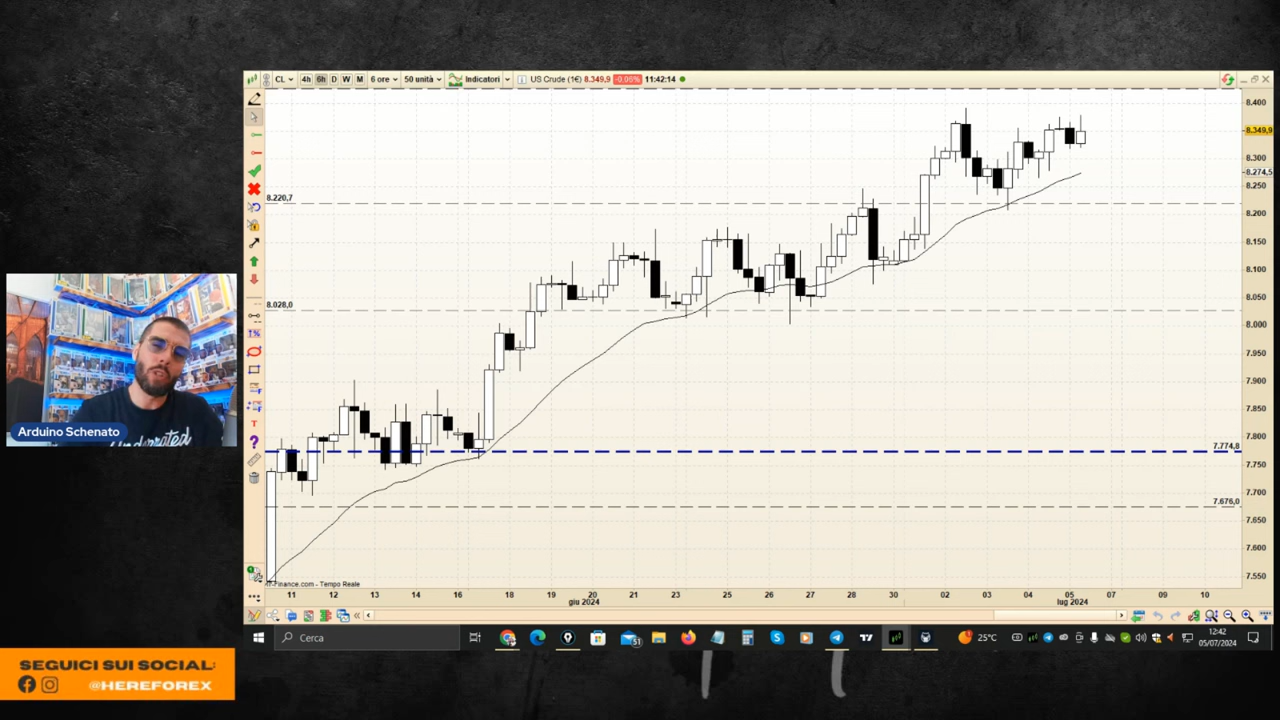 CL 4h 6h D W M 6 ore 50 unità Indicatori US Crude (1€) 8.349,9 -0,05% 11:42:14
8.400
8.349,9
8.300
8.274,5
8.250
8.220,7
8.200
8.150
8.100
8.050
8.028,0
8.000
7.950
7.900
7.850
7.800
7.774,8
7.750
7.700
7.676,0
7.650
7.600
7.550
T%
T
?
Arduino Schenato
Underrated
IT-Finance.com - Tempo Reale
11 12 13 14 16 18 19 20 21 23 25 26 27 28 30 02 03 04 05 07 09 10
giu 2024 lug 2024
Cerca
51
25°C
12:42
05/07/2024
SEGUICI SUI SOCIAL:
@HEREFOREX